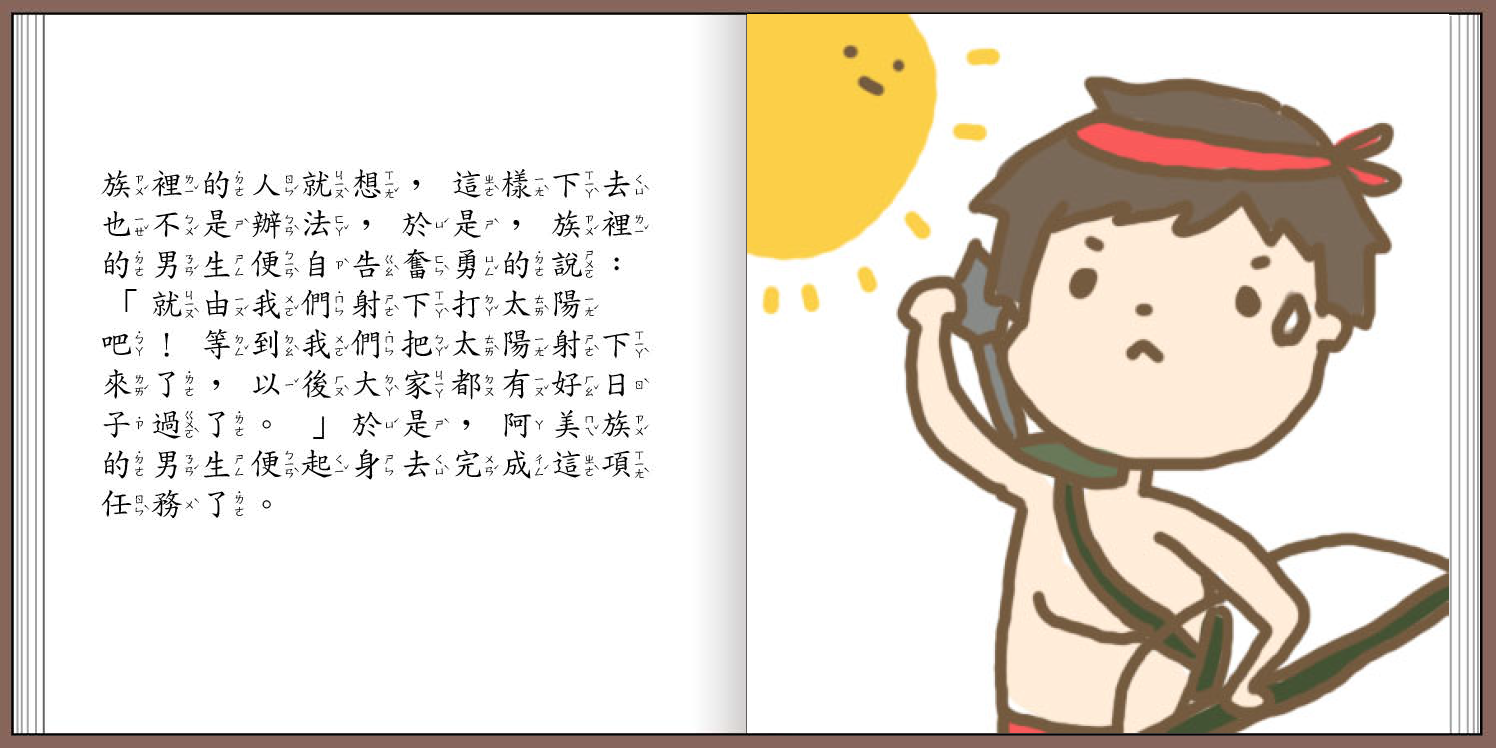 族裡的人就想，這樣下去
也不是辦法，於是，族裡
的男生便自告奮勇的說：
「就由我們射下打太陽
吧！等到我們把太陽射下
來了，以後大家都有好日
子過了。」於是，阿美族
的男生便起身去完成這項
任務了。